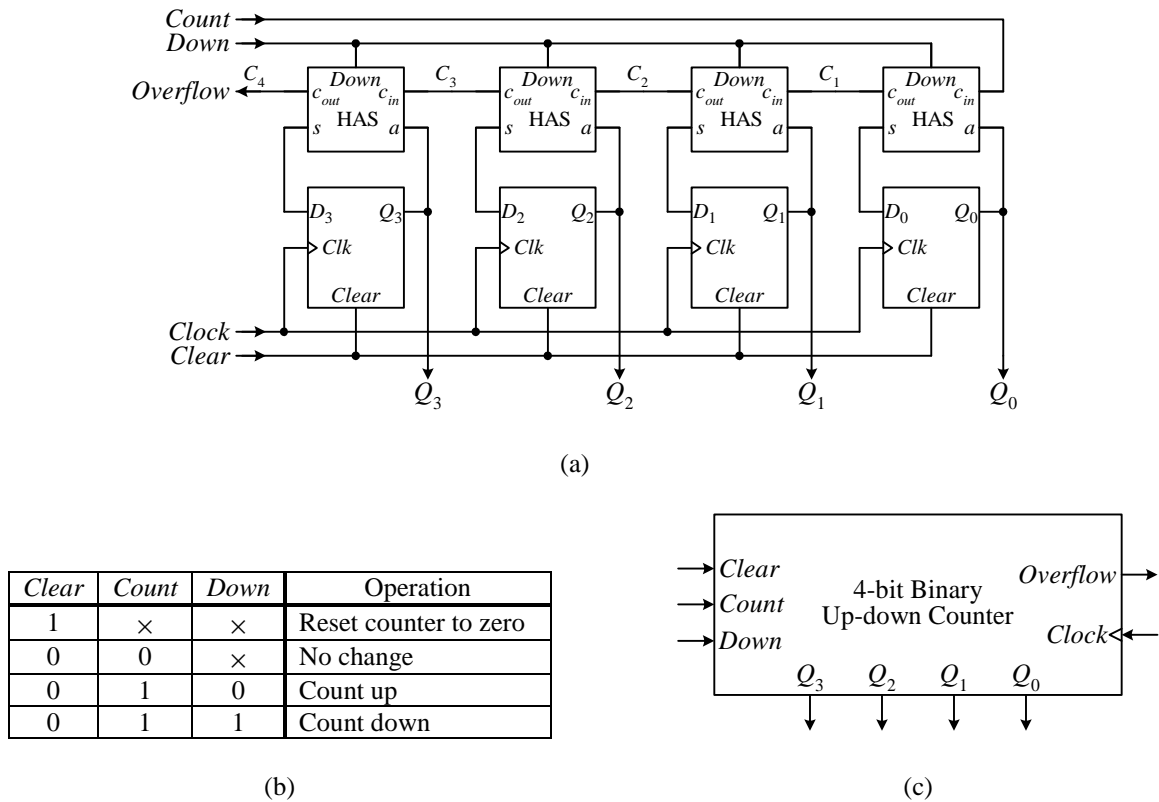 Count
Down
C4 C3 C2 C1
Overflow
Down Down Down Down
cout cin cout cin cout cin cout cin
HAS HAS HAS HAS
s a s a s a s a
D3 Q3 D2 Q2 D1 Q1 D0 Q0
Clk Clk Clk Clk
Clear Clear Clear Clear
Clock
Clear
Q3 Q2 Q1 Q0
(a)
Clear Count Down Operation
1 × × Reset counter to zero
0 0 × No change
0 1 0 Count up
0 1 1 Count down
(b)
Clear
Count
Down
4-bit Binary
Up-down Counter
Overflow
Clock
Q3 Q2 Q1 Q0
(c)